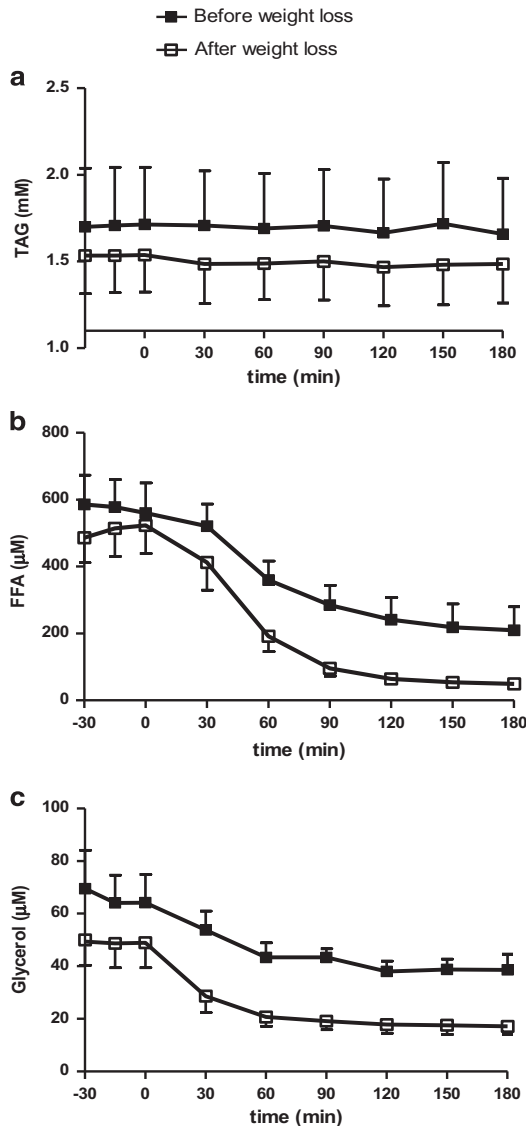 Before weight loss
After weight loss
a
2.5
2.0
1.5
1.0
TAG (mM)
0 30 60 90 120 150 180
time (min)
b
800
600
400
200
0
FFA (μM)
-30 0 30 60 90 120 150 180
time (min)
c
100
80
60
40
20
0
Glycerol (μM)
-30 0 30 60 90 120 150 180
time (min)